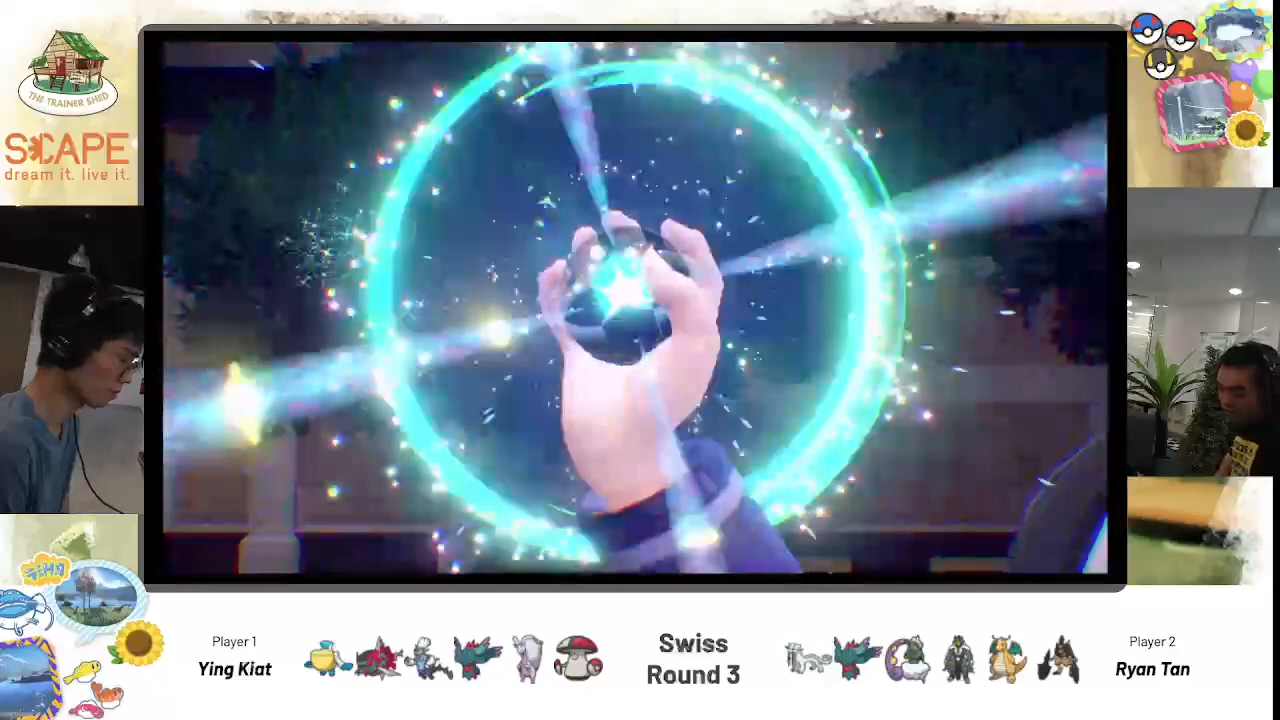 THE TRAINER SHED
SCAPE
dream it. live it.
Player 1
Ying Kiat
Swiss
Round 3
Player 2
Ryan Tan